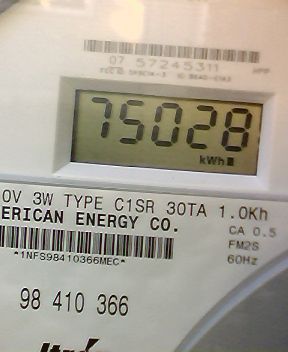 07 57245311
75028
kWh
0V 3W TYPE C1SR 30TA 1.0Kh
ERICAN ENERGY CO.
CA 0.5
FM2S
*1NFS98410366MEC*
60Hz
98 410 366